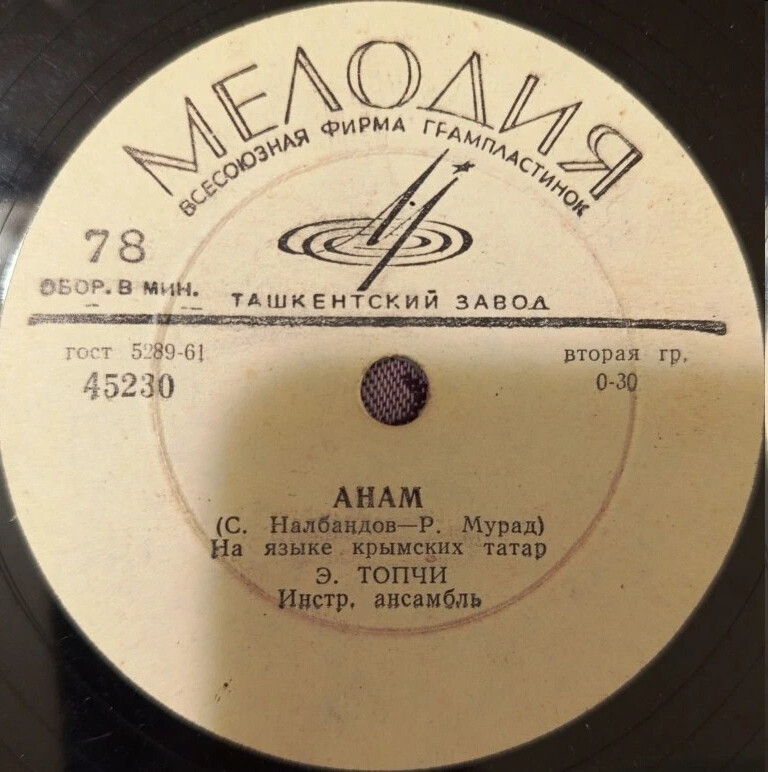 МЕЛОДИЯ
ВСЕСОЮЗНАЯ ФИРМА ГРАМПЛАСТИНОК
78
ОБОР. В МИН.
ТАШКЕНТСКИЙ ЗАВОД
гост 5289-61
вторая гр.
45230
0-30
АНАМ
(С. Налбандов—Р. Мурад)
На языке крымских татар
Э. ТОПЧИ
Инстр. ансамбль